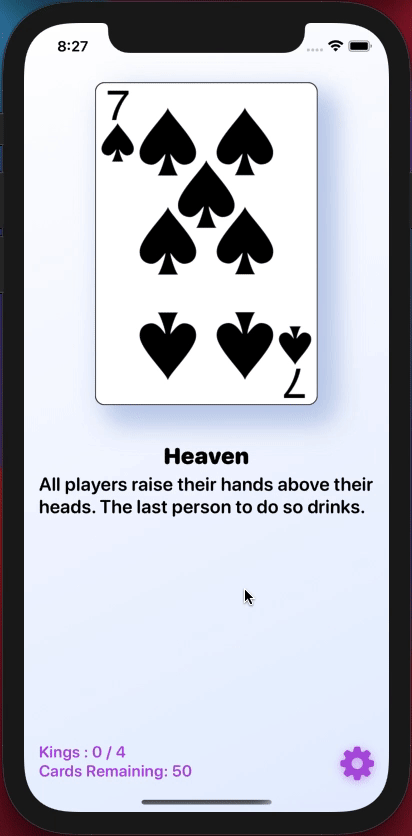 8:27
7
7
Heaven
All players raise their hands above their
heads. The last person to do so drinks.
Kings : 0 / 4
Cards Remaining: 50